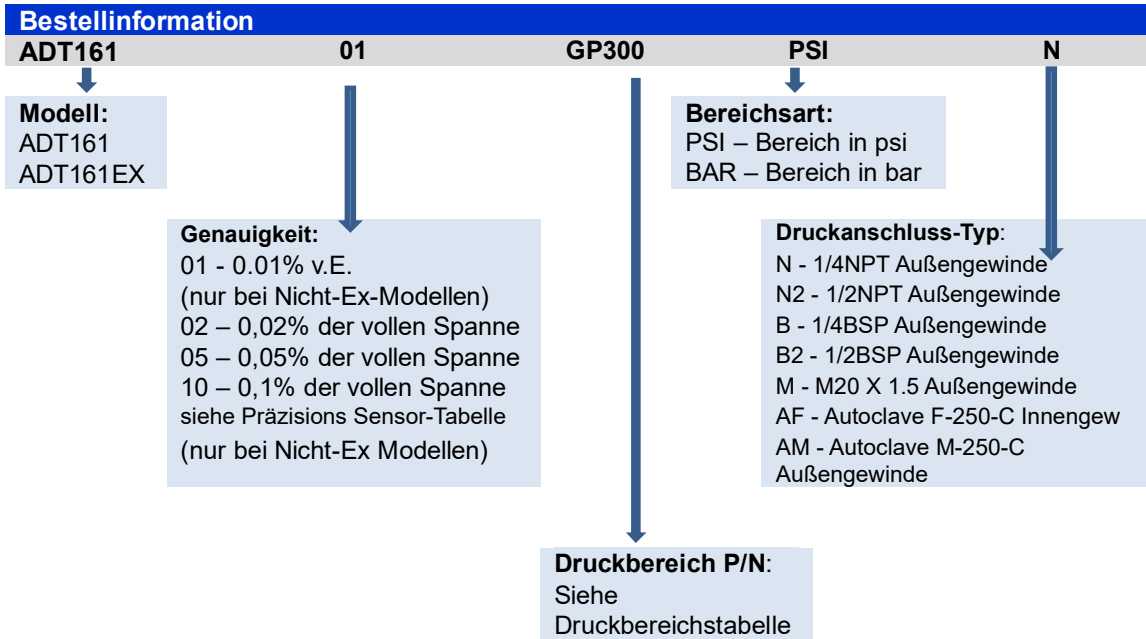 Bestellinformation
ADT161 01 GP300 PSI N
Modell:
ADT161
ADT161EX
Bereichsart:
PSI – Bereich in psi
BAR – Bereich in bar
Genauigkeit:
01 - 0.01% v.E.
(nur bei Nicht-Ex-Modellen)
02 – 0,02% der vollen Spanne
05 – 0,05% der vollen Spanne
10 – 0,1% der vollen Spanne
siehe Präzisions Sensor-Tabelle
(nur bei Nicht-Ex Modellen)
Druckanschluss-Typ:
N - 1/4NPT Außengewinde
N2 - 1/2NPT Außengewinde
B - 1/4BSP Außengewinde
B2 - 1/2BSP Außengewinde
M - M20 X 1.5 Außengewinde
AF - Autoclave F-250-C Innengew
AM - Autoclave M-250-C
Außengewinde
Druckbereich P/N:
Siehe
Druckbereichstabelle